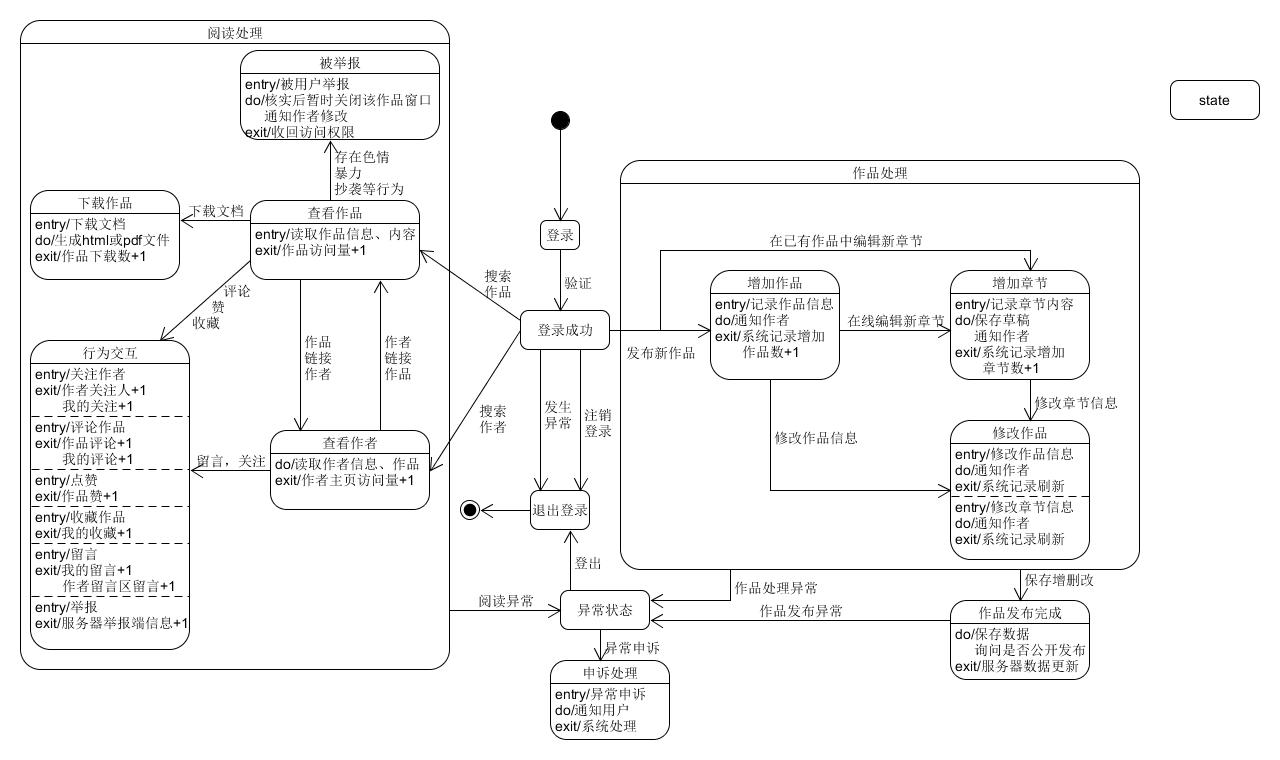 阅读处理
被举报
entry/被用户举报
do/核实后暂时关闭该作品窗口
通知作者修改
exit/收回访问权限
存在色情
暴力
抄袭等行为
下载作品
entry/下载文档
do/生成html或pdf文件
exit/作品下载数+1
下载文档
查看作品
entry/读取作品信息、内容
exit/作品访问量+1
评论
赞
收藏
作品
链接
作者
作者
链接
作品
行为交互
entry/关注作者
exit/作者关注人+1
我的关注+1
entry/评论作品
exit/作品评论+1
我的评论+1
entry/点赞
exit/作品赞+1
entry/收藏作品
exit/我的收藏+1
entry/留言
exit/我的留言+1
作者留言区留言+1
entry/举报
exit/服务器举报端信息+1
留言，关注
查看作者
do/读取作者信息、作品
exit/作者主页访问量+1
登录
验证
搜索
作品
登录成功
搜索
作者
发生
异常
注销
登录
退出登录
登出
阅读异常
异常状态
异常申诉
申诉处理
entry/异常申诉
do/通知用户
exit/系统处理
作品处理
在已有作品中编辑新章节
发布新作品
增加作品
entry/记录作品信息
do/通知作者
exit/系统记录增加
作品数+1
在线编辑新章节
增加章节
entry/记录章节内容
do/保存草稿
通知作者
exit/系统记录增加
章节数+1
修改章节信息
修改作品信息
修改作品
entry/修改作品信息
do/通知作者
exit/系统记录刷新
entry/修改章节信息
do/通知作者
exit/系统记录刷新
作品处理异常
保存增删改
作品发布异常
作品发布完成
do/保存数据
询问是否公开发布
exit/服务器数据更新
state